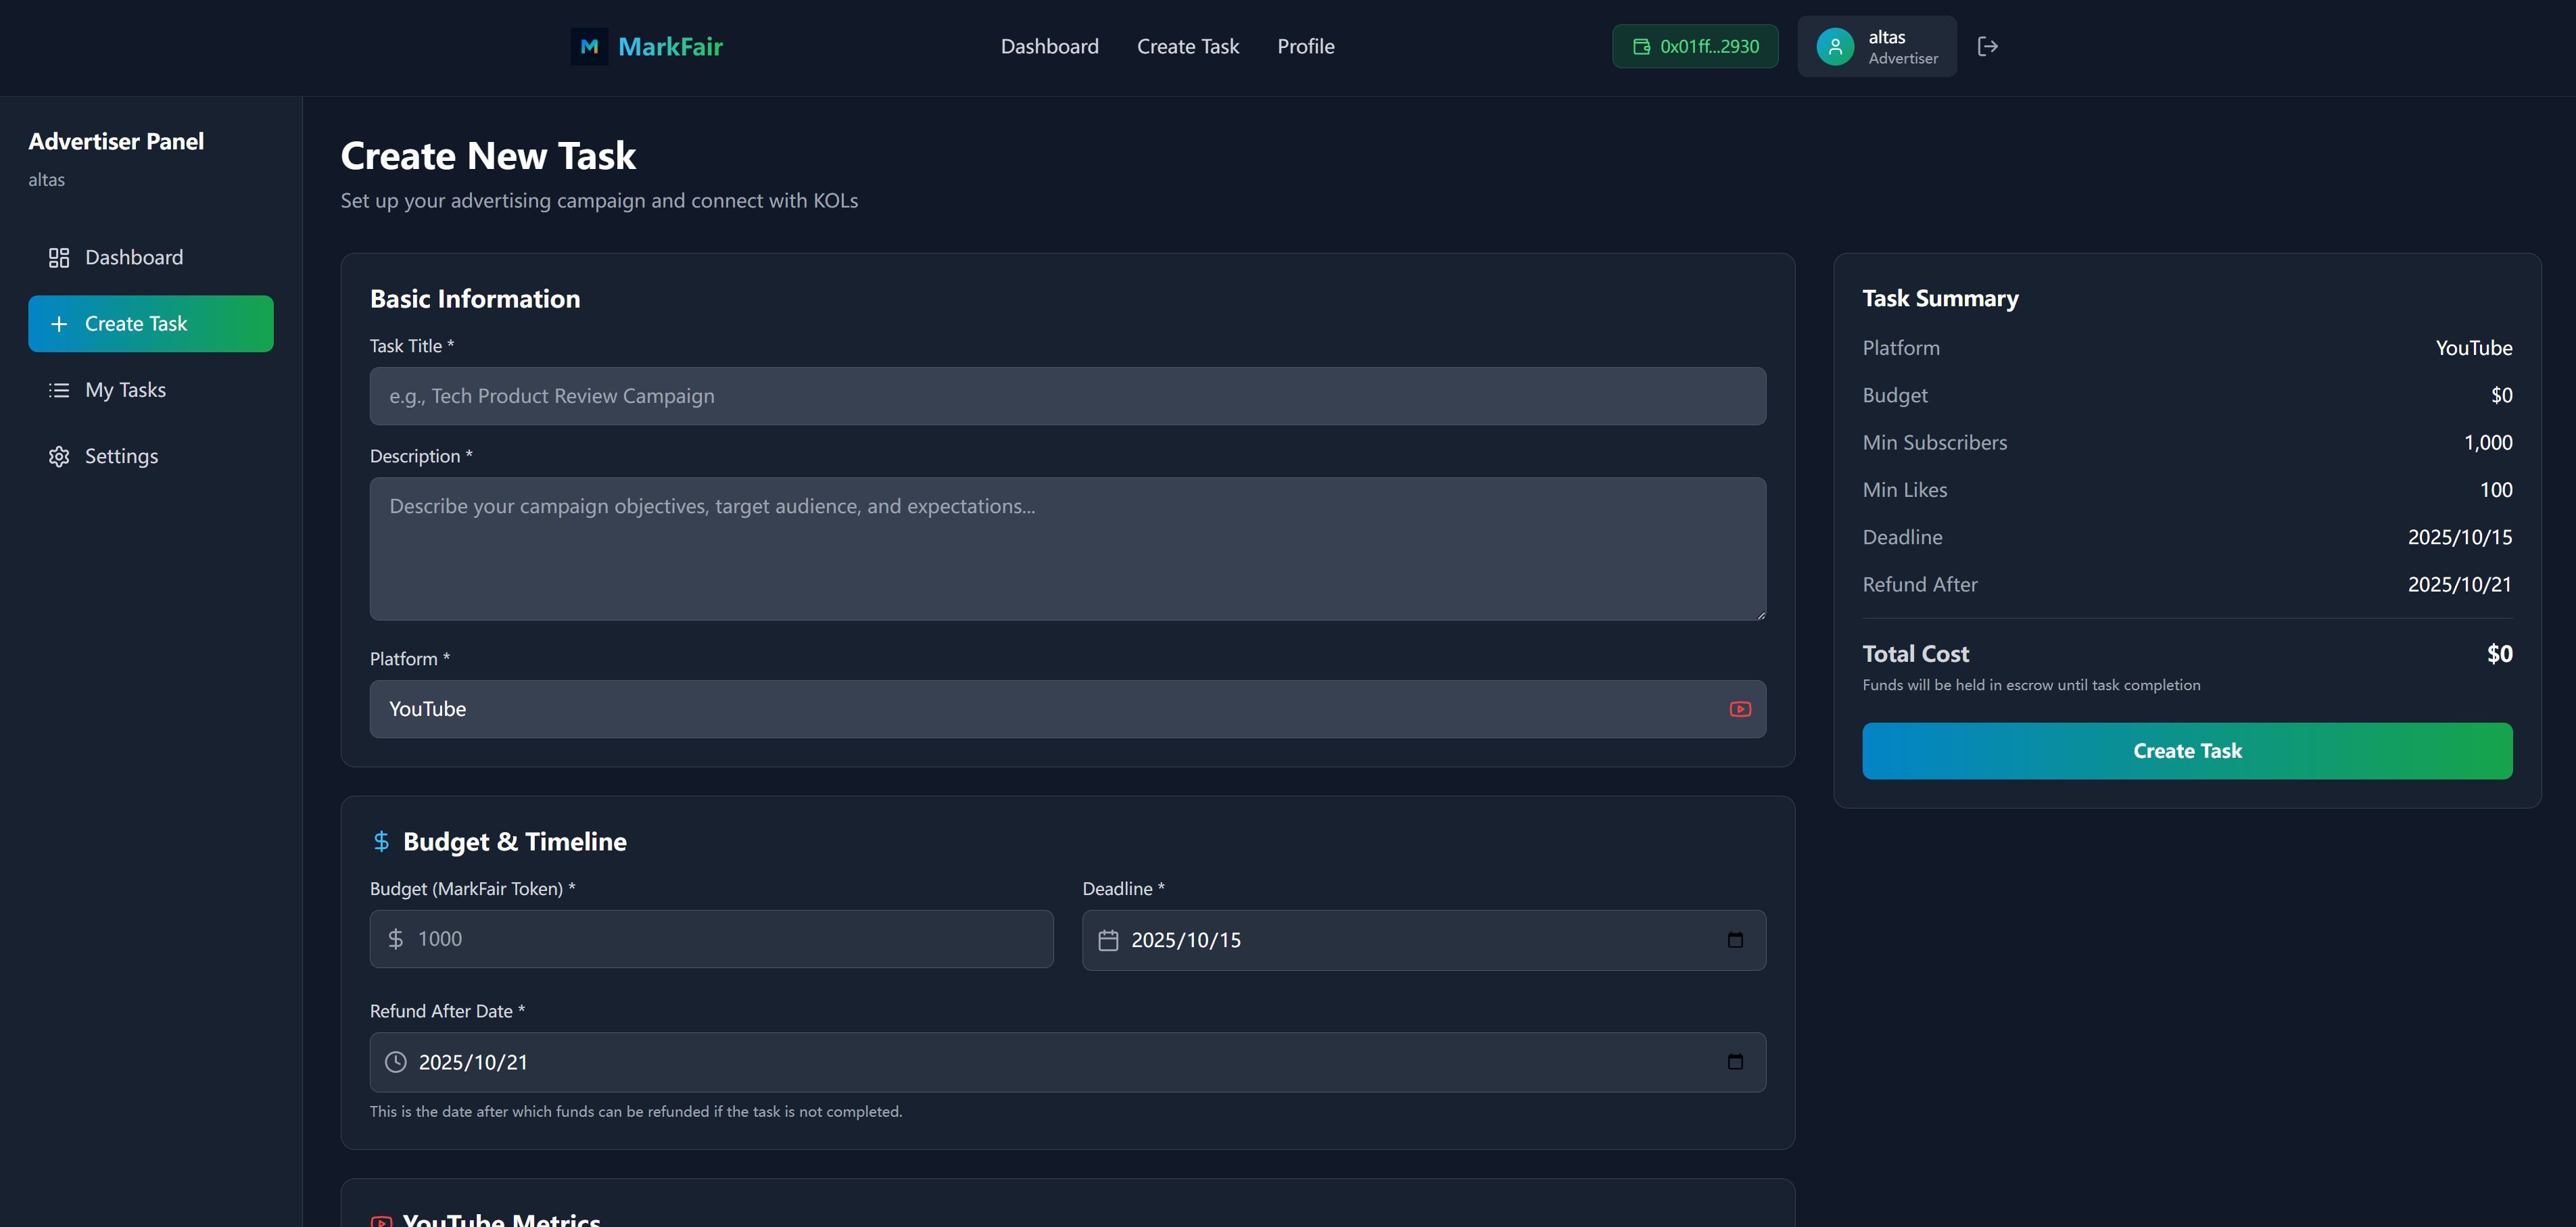 MarkFair
Dashboard
Create Task
Profile
0x01ff...2930
altas
Advertiser
Advertiser Panel
altas
Dashboard
Create Task
My Tasks
Settings
Create New Task
Set up your advertising campaign and connect with KOLs
Basic Information
Task Title *
e.g., Tech Product Review Campaign
Description *
Describe your campaign objectives, target audience, and expectations...
Platform *
YouTube
Budget & Timeline
Budget (MarkFair Token) *
1000
Deadline *
2025/10/15
Refund After Date *
2025/10/21
This is the date after which funds can be refunded if the task is not completed.
YouTube Metrics
Task Summary
Platform YouTube
Budget $0
Min Subscribers 1,000
Min Likes 100
Deadline 2025/10/15
Refund After 2025/10/21
Total Cost $0
Funds will be held in escrow until task completion
Create Task